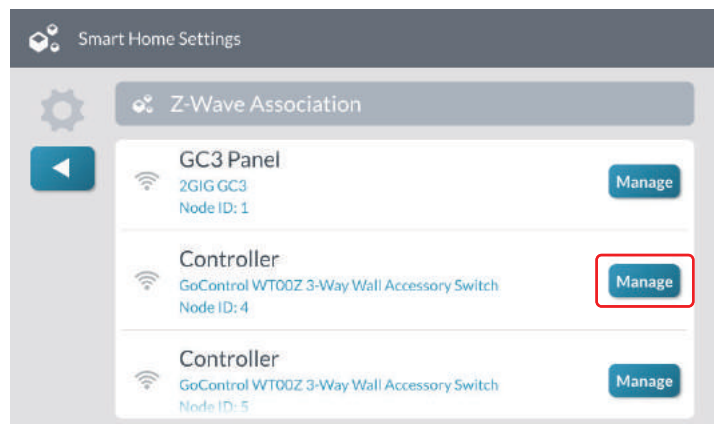 Smart Home Settings
Z-Wave Association
GC3 Panel
2GIG GC3
Node ID: 1
Manage
Controller
GoControl WT00Z 3-Way Wall Accessory Switch
Node ID: 4
Manage
Controller
GoControl WT00Z 3-Way Wall Accessory Switch
Node ID: 5
Manage